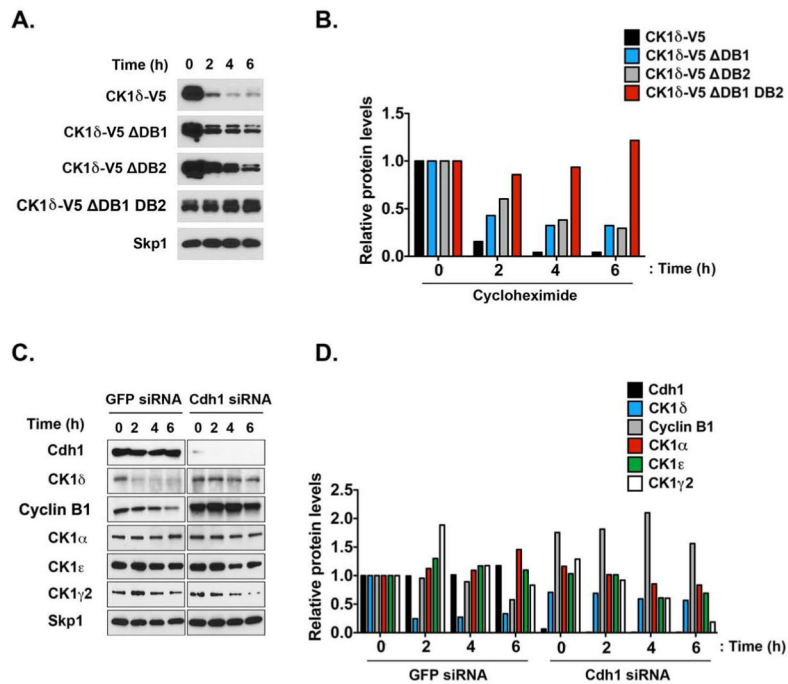 A.
Time (h) 0 2 4 6
CK1δ-V5
CK1δ-V5 ΔDB1
CK1δ-V5 ΔDB2
CK1δ-V5 ΔDB1 DB2
Skp1
B.
CK1δ-V5
CK1δ-V5 ΔDB1
CK1δ-V5 ΔDB2
CK1δ-V5 ΔDB1 DB2
Relative protein levels
1.5
1.0
0.5
0.0
0 2 4 6 : Time (h)
Cycloheximide
C.
GFP siRNA Cdh1 siRNA
Time (h) 0 2 4 6 0 2 4 6
Cdh1
CK1δ
Cyclin B1
CK1α
CK1ε
CK1γ2
Skp1
D.
Cdh1
CK1δ
Cyclin B1
CK1α
CK1ε
CK1γ2
Relative protein levels
2.5
2.0
1.5
1.0
0.5
0.0
0 2 4 6 0 2 4 6 : Time (h)
GFP siRNA Cdh1 siRNA